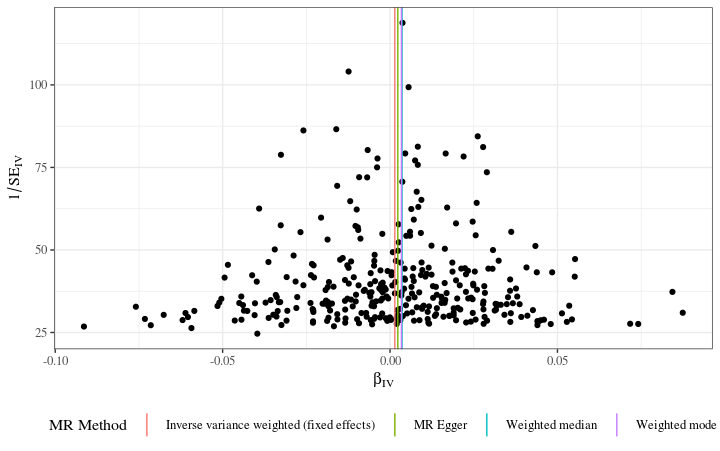 100
75
50
25
1/SE_IV
-0.10
-0.05
0.00
0.05
β_IV
MR Method
Inverse variance weighted (fixed effects)
MR Egger
Weighted median
Weighted mode